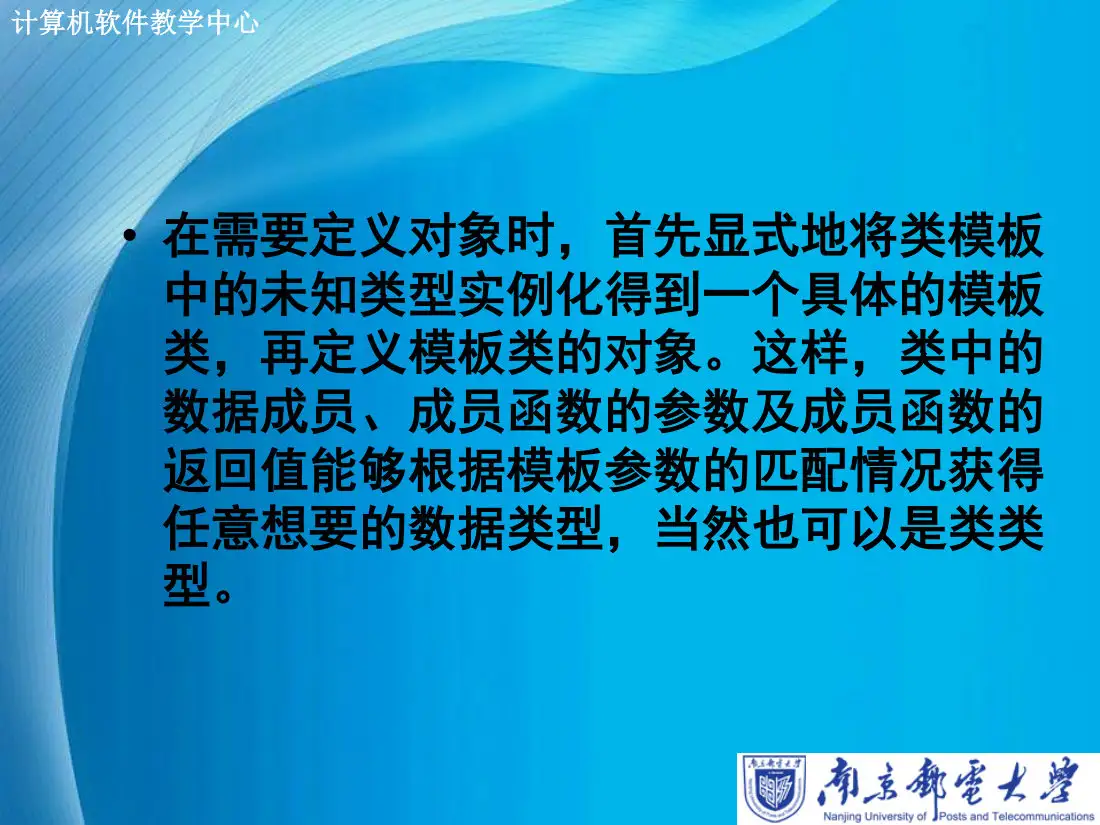 计算机软件教学中心
• 在需要定义对象时，首先显式地将类模板
中的未知类型实例化得到一个具体的模板
类，再定义模板类的对象。这样，类中的
数据成员、成员函数的参数及成员函数的
返回值能够根据模板参数的匹配情况获得
任意想要的数据类型，当然也可以是类类
型。
南京郵電大學
Nanjing University of Posts and Telecommunications